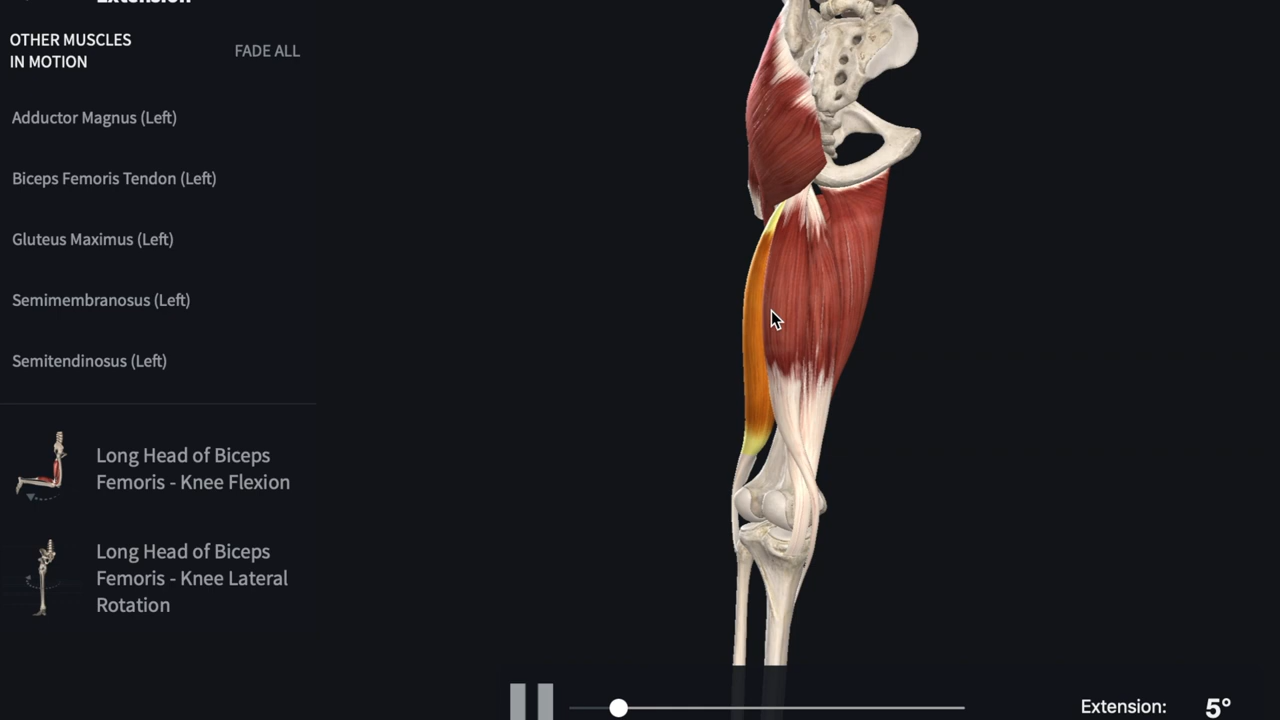 Extension
OTHER MUSCLES
IN MOTION
FADE ALL
Adductor Magnus (Left)
Biceps Femoris Tendon (Left)
Gluteus Maximus (Left)
Semimembranosus (Left)
Semitendinosus (Left)
Long Head of Biceps
Femoris - Knee Flexion
Long Head of Biceps
Femoris - Knee Lateral
Rotation
Extension: 5°